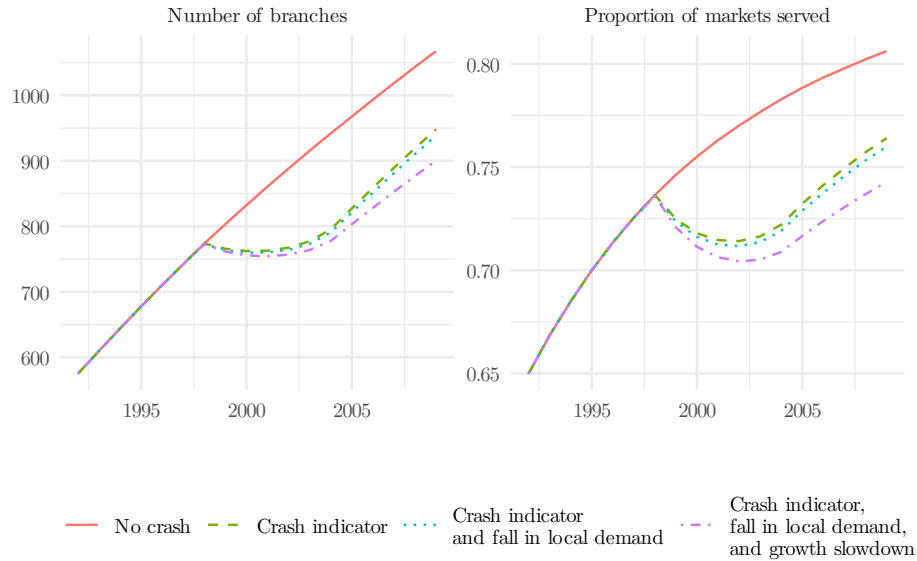 Number of branches
Proportion of markets served
1000
900
800
700
600
1995
2000
2005
0.80
0.75
0.70
0.65
1995
2000
2005
No crash
Crash indicator
Crash indicator
and fall in local demand
Crash indicator,
fall in local demand,
and growth slowdown